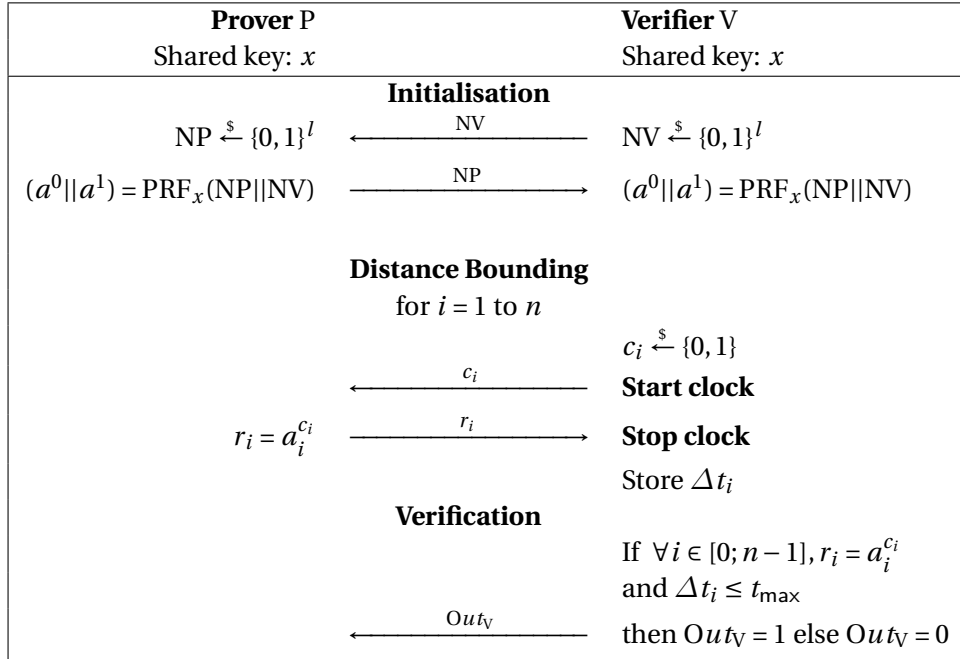 Prover P Verifier V
Shared key: x Shared key: x
Initialisation
NV
NP $← {0,1}^l NV $← {0,1}^l
NP
(a^0||a^1) = PRF_x(NP||NV) (a^0||a^1) = PRF_x(NP||NV)
Distance Bounding
for i = 1 to n
c_i $← {0,1}
c_i
Start clock
r_i
r_i = a_i^{c_i} Stop clock
Store Δt_i
Verification
If ∀i ∈ [0; n − 1], r_i = a_i^{c_i}
and Δt_i ≤ t_max
Out_V
then Out_V = 1 else Out_V = 0